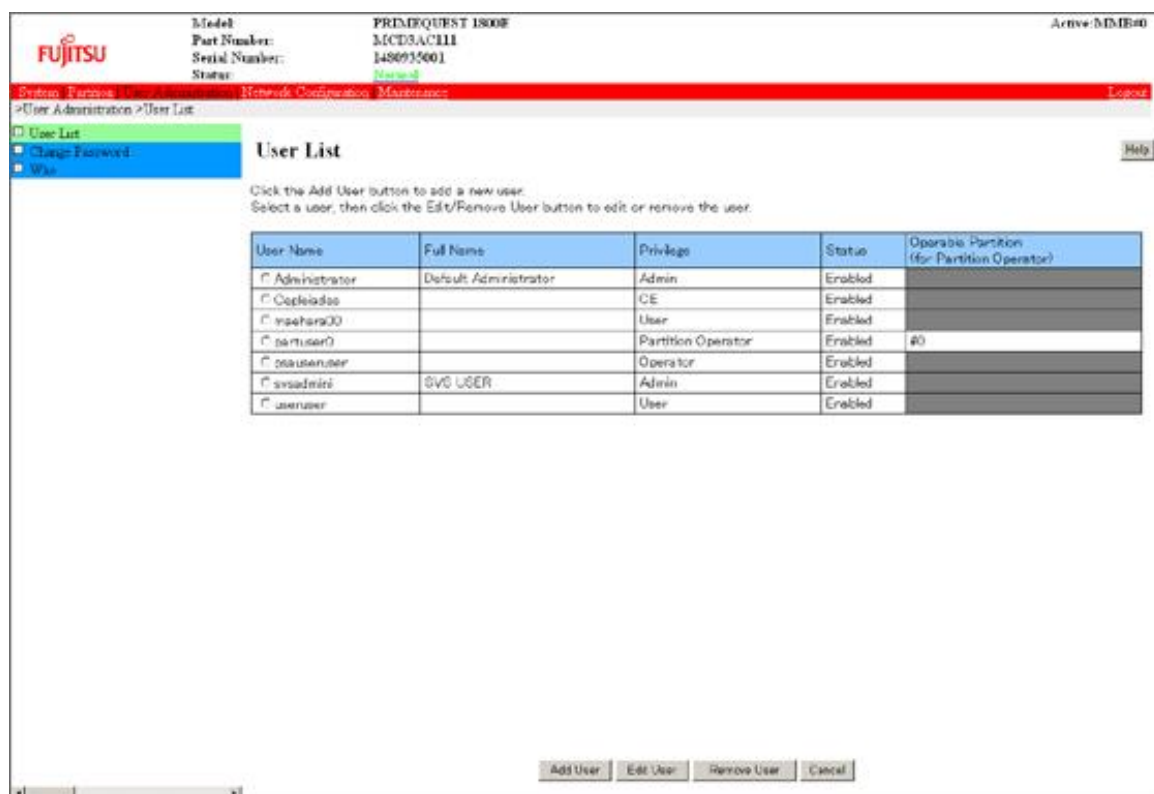 FUJITSU
Model: PRIMEQUEST 1800E Active:MMB#0
Part Number: MCD3AC111
Serial Number: 1480935001
Status: Normal
System Partition User Administration Network Configuration Maintenance Logout
>User Administration >User List
User List
Change Password
Who
User List
Help
Click the Add User button to add a new user.
Select a user, then click the Edit/Remove User button to edit or remove the user.
User Name Full Name Privilege Status Operable Partition
(for Partition Operator)
Administrator Default Administrator Admin Enabled
CE Enabled
maehara00 User Enabled
partuser0 Partition Operator Enabled #0
Operator Enabled
svsadmini SVS USER Admin Enabled
useruser User Enabled
Add User Edit User Remove User Cancel